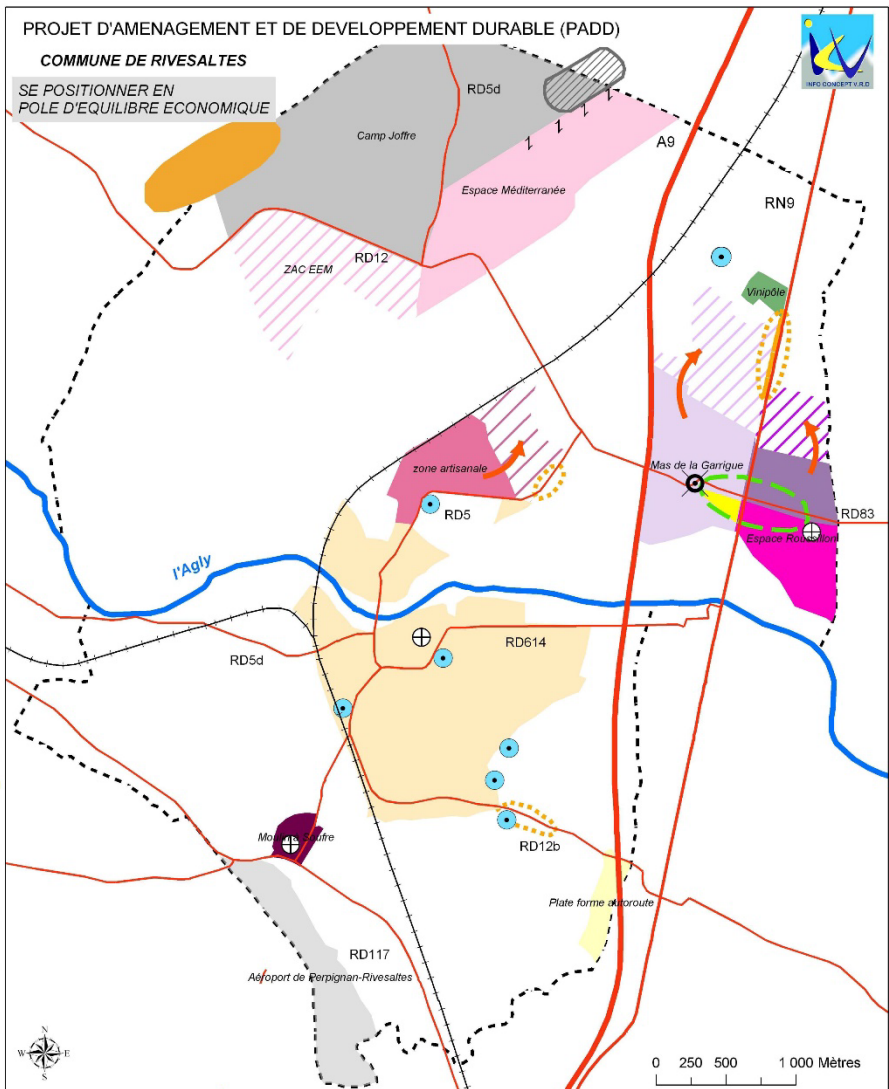 PROJET D'AMENAGEMENT ET DE DEVELOPPEMENT DURABLE (PADD)
COMMUNE DE RIVESALTES
SE POSITIONNER EN
POLE D'EQUILIBRE ECONOMIQUE
INFO CONCEPT V.R.D
RD5d
Camp Joffre
A9
Espace Méditerranée
RN9
RD12
ZAC EEM
Vinipôle
zone artisanale
Mas de la Garrigue
RD5
RD83
Espace Roussillon
l'Agly
RD614
RD5d
Moulin à Soufre
RD12b
Plate forme autoroute
RD117
Aéroport de Perpignan-Rivesaltes
N
W E
S
0 250 500 1 000 Mètres